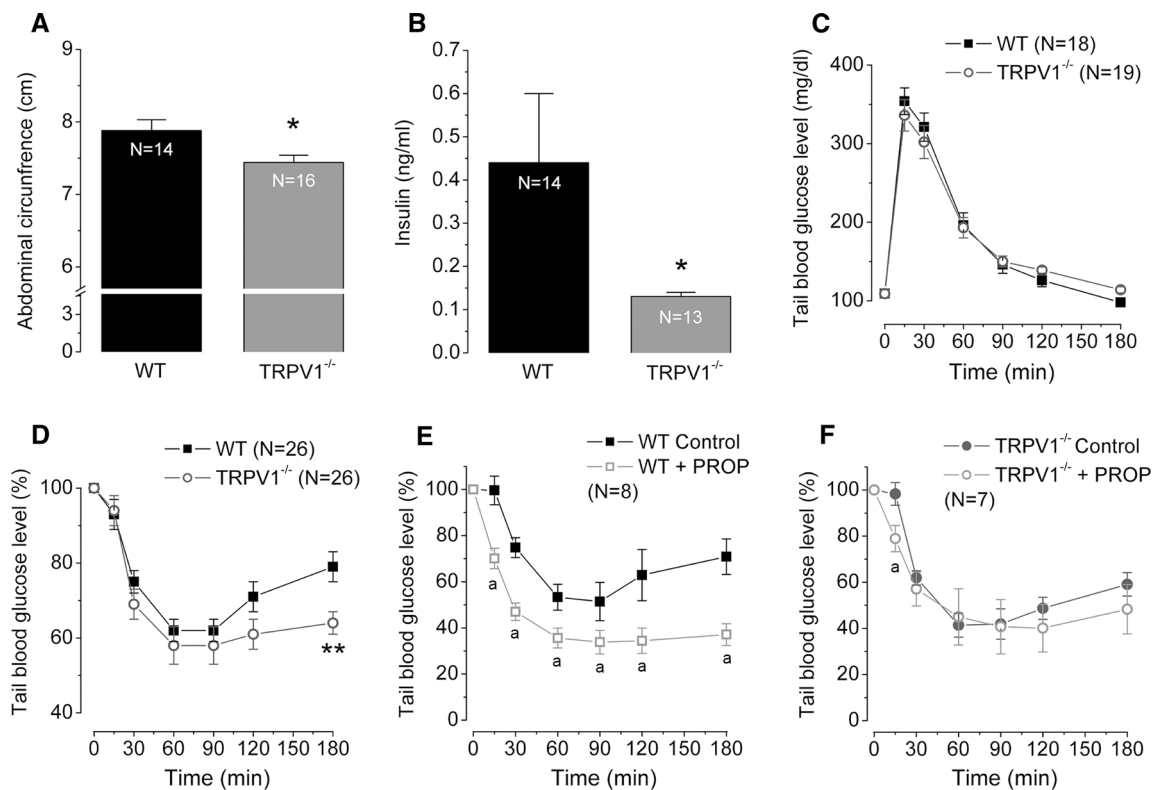 A
Abdominal circunfrence (cm)
9
8
7
6
3
0
N=14
*
N=16
WT
TRPV1-/-
B
Insulin (ng/ml)
0.7
0.6
0.5
0.4
0.3
0.2
0.1
0.0
N=14
*
N=13
WT
TRPV1-/-
C
WT (N=18)
TRPV1-/- (N=19)
Tail blood glucose level (mg/dl)
400
300
200
100
0 30 60 90 120 150 180
Time (min)
D
WT (N=26)
TRPV1-/- (N=26)
Tail blood glucose level (%)
100
80
60
40
**
0 30 60 90 120 150 180
Time (min)
E
WT Control
WT + PROP
(N=8)
Tail blood glucose level (%)
100
80
60
40
20
0
a
a
a a a a
0 30 60 90 120 150 180
Time (min)
F
TRPV1-/- Control
TRPV1-/- + PROP
(N=7)
Tail blood glucose level (%)
100
80
60
40
20
0
a
0 30 60 90 120 150 180
Time (min)